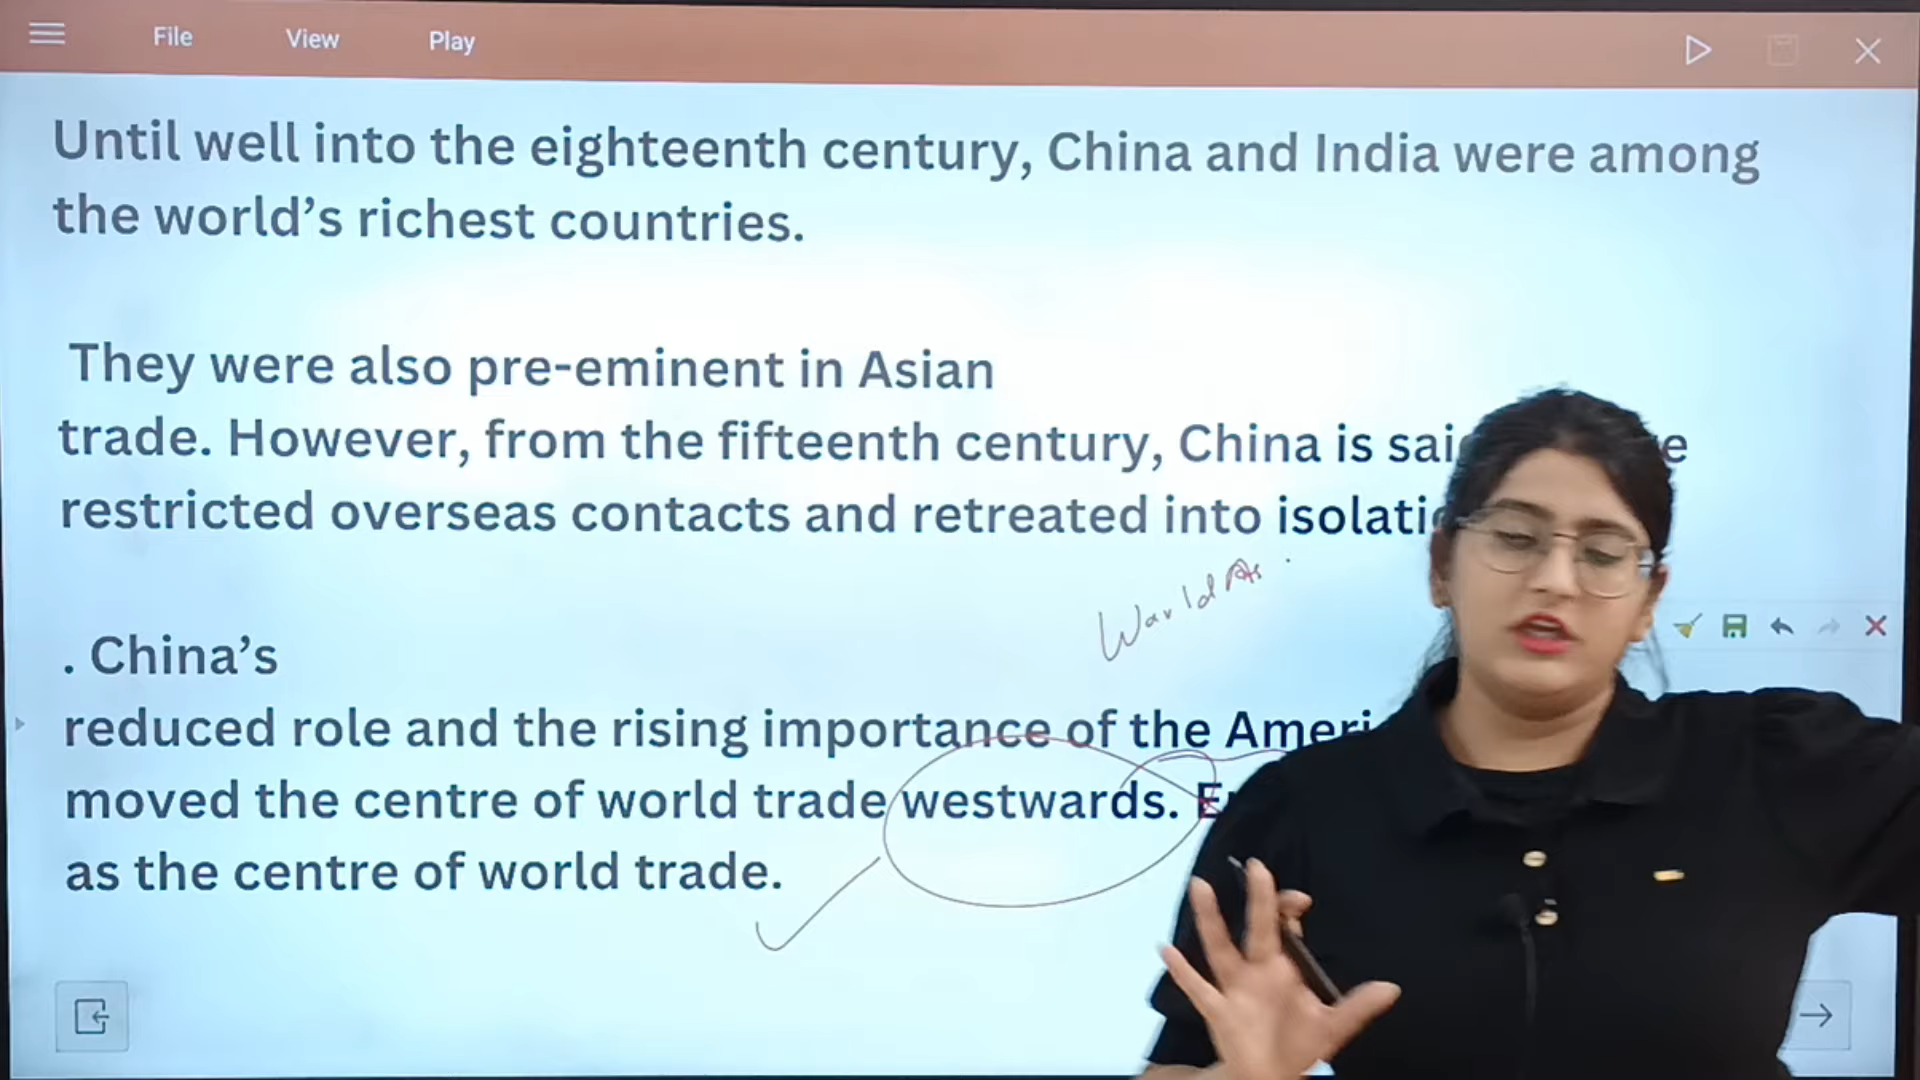 File View Play
Until well into the eighteenth century, China and India were among
the world's richest countries.
They were also pre-eminent in Asian
trade. However, from the fifteenth century, China is
restricted overseas contacts and retreated into
World
. China's
reduced role and the rising importance of the
moved the centre of world trade westwards.
as the centre of world trade.